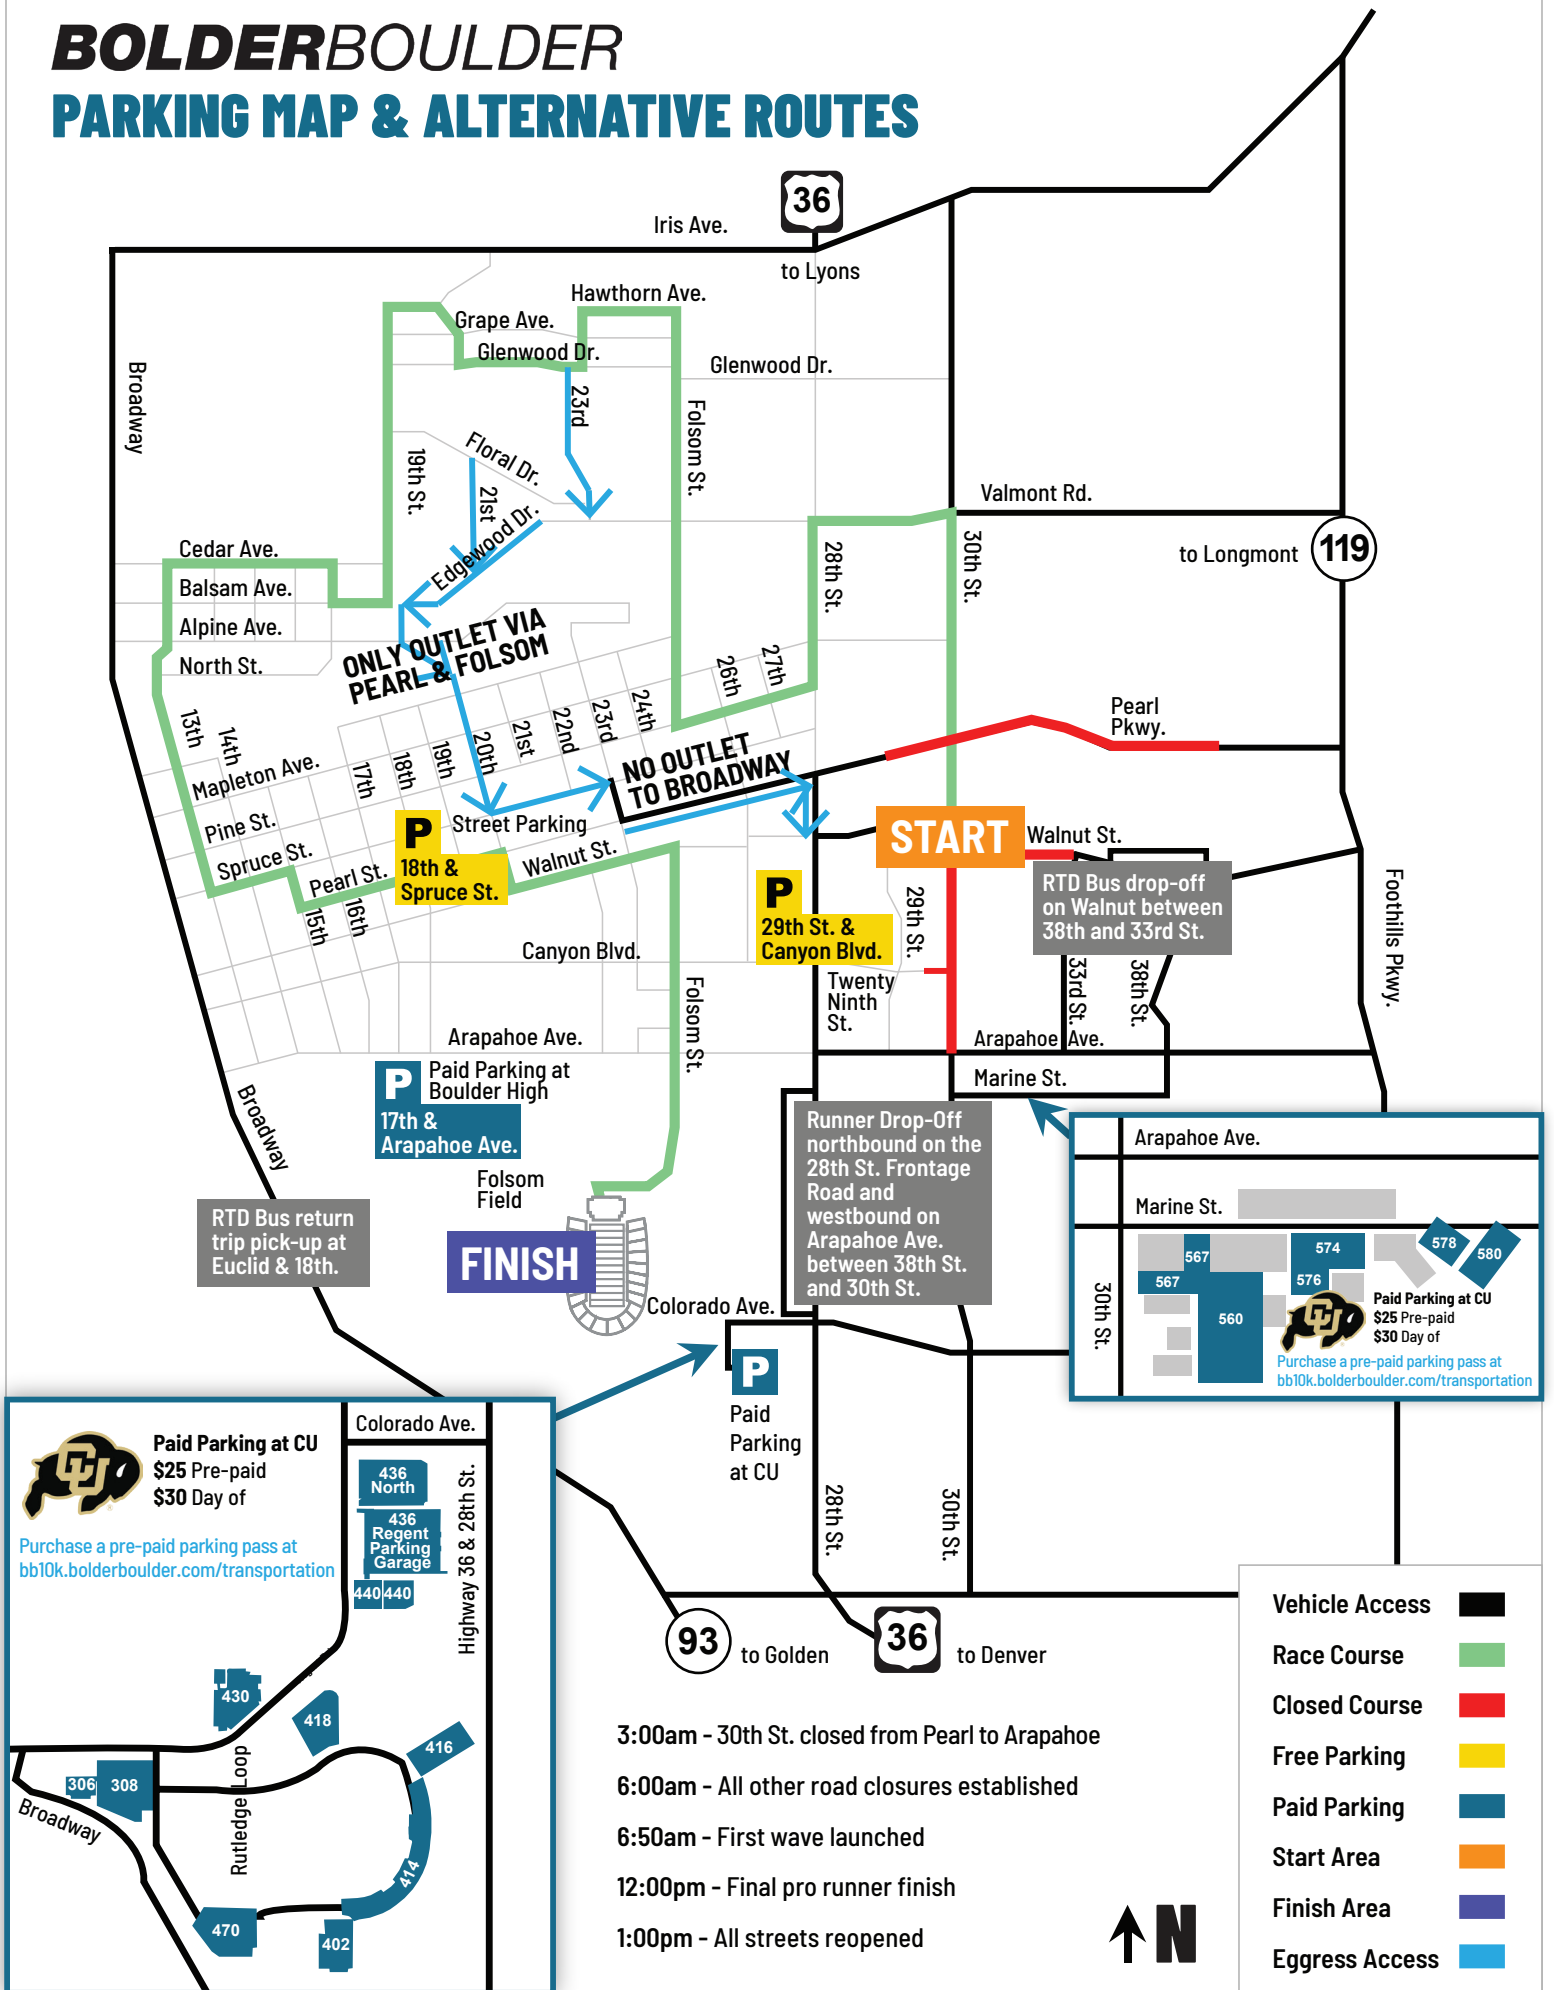 BOLDERBOULDER
PARKING MAP & ALTERNATIVE ROUTES
36
Iris Ave.
to Lyons
Hawthorn Ave.
Grape Ave.
Glenwood Dr.
Glenwood Dr.
Broadway
23rd
Folsom St.
Floral Dr.
19th St.
21st
Edgewood Dr.
Valmont Rd.
119
to Longmont
28th St.
30th St.
Cedar Ave.
Balsam Ave.
Alpine Ave.
North St.
ONLY OUTLET VIA
PEARL & FOLSOM
26th
27th
13th
14th
17th
18th
19th
20th
21st
22nd
23rd
24th
Pearl
Pkwy.
Mapleton Ave.
Pine St.
Spruce St.
Pearl St.
15th
16th
NO OUTLET
TO BROADWAY
P
18th &
Spruce St.
Street Parking
Walnut St.
START
Walnut St.
RTD Bus drop-off
on Walnut between
38th and 33rd St.
P
29th St. &
Canyon Blvd.
29th St.
Foothills Pkwy.
Canyon Blvd.
Twenty
Ninth
St.
33rd St.
38th St.
Folsom St.
Arapahoe Ave.
Arapahoe Ave.
Marine St.
P
Paid Parking at
Boulder High
17th &
Arapahoe Ave.
Broadway
Folsom
Field
FINISH
RTD Bus return
trip pick-up at
Euclid & 18th.
Runner Drop-Off
northbound on the
28th St. Frontage
Road and
westbound on
Arapahoe Ave.
between 38th St.
and 30th St.
Colorado Ave.
P
Paid
Parking
at CU
28th St.
30th St.
Arapahoe Ave.
Marine St.
30th St.
567
567
560
574
576
578
580
CU
Paid Parking at CU
$25 Pre-paid
$30 Day of
Purchase a pre-paid parking pass at
bb10k.bolderboulder.com/transportation
CU
Paid Parking at CU
$25 Pre-paid
$30 Day of
Purchase a pre-paid parking pass at
bb10k.bolderboulder.com/transportation
Colorado Ave.
436
North
436
Regent
Parking
Garage
440
440
Highway 36 & 28th St.
430
418
416
306
308
Broadway
Rutledge Loop
414
470
402
93
to Golden
36
to Denver
3:00am - 30th St. closed from Pearl to Arapahoe
6:00am - All other road closures established
6:50am - First wave launched
12:00pm - Final pro runner finish
1:00pm - All streets reopened
N
Vehicle Access
Race Course
Closed Course
Free Parking
Paid Parking
Start Area
Finish Area
Eggress Access